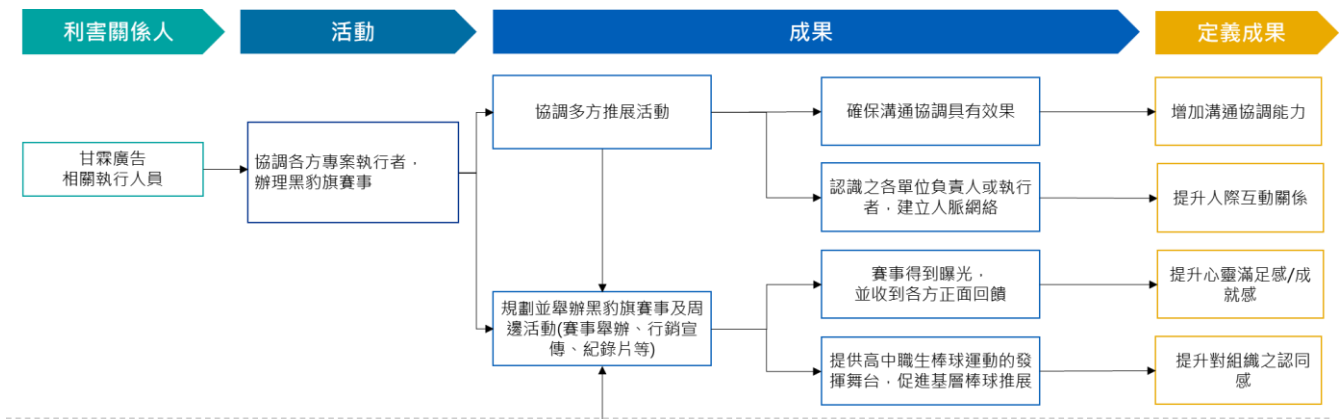 利害關係人
活動
成果
定義成果
甘霖廣告
相關執行人員
協調各方專案執行者，
辦理黑豹旗賽事
協調多方推展活動
確保溝通協調具有效果
增加溝通協調能力
認識之各單位負責人或執行
者，建立人脈網絡
提升人際互動關係
規劃並舉辦黑豹旗賽事及周
邊活動(賽事舉辦、行銷宣
傳、紀錄片等)
賽事得到曝光，
並收到各方正面回饋
提升心靈滿足感/成
就感
提供高中職生棒球運動的發
揮舞台，促進基層棒球推展
提升對組織之認同
感